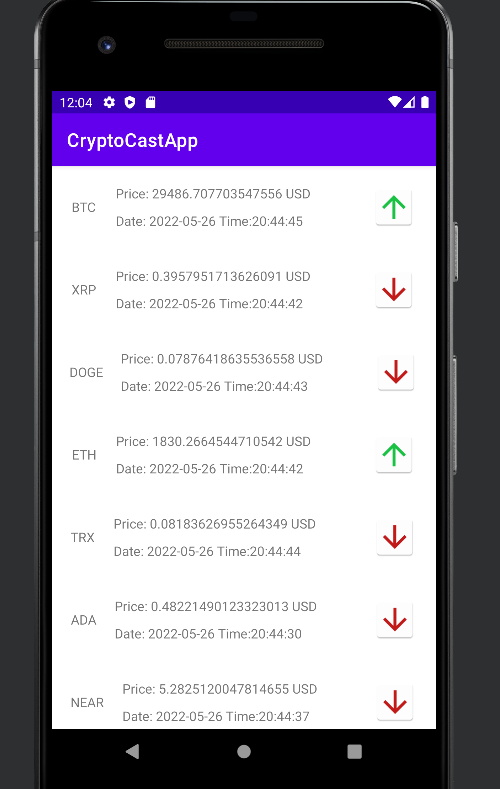 12:04
CryptoCastApp
BTC
Price: 29486.707703547556 USD
Date: 2022-05-26 Time:20:44:45
XRP
Price: 0.3957951713626091 USD
Date: 2022-05-26 Time:20:44:42
DOGE
Price: 0.07876418635536558 USD
Date: 2022-05-26 Time:20:44:43
ETH
Price: 1830.2664544710542 USD
Date: 2022-05-26 Time:20:44:42
TRX
Price: 0.08183626955264349 USD
Date: 2022-05-26 Time:20:44:44
ADA
Price: 0.48221490123323013 USD
Date: 2022-05-26 Time:20:44:30
NEAR
Price: 5.2825120047814655 USD
Date: 2022-05-26 Time:20:44:37